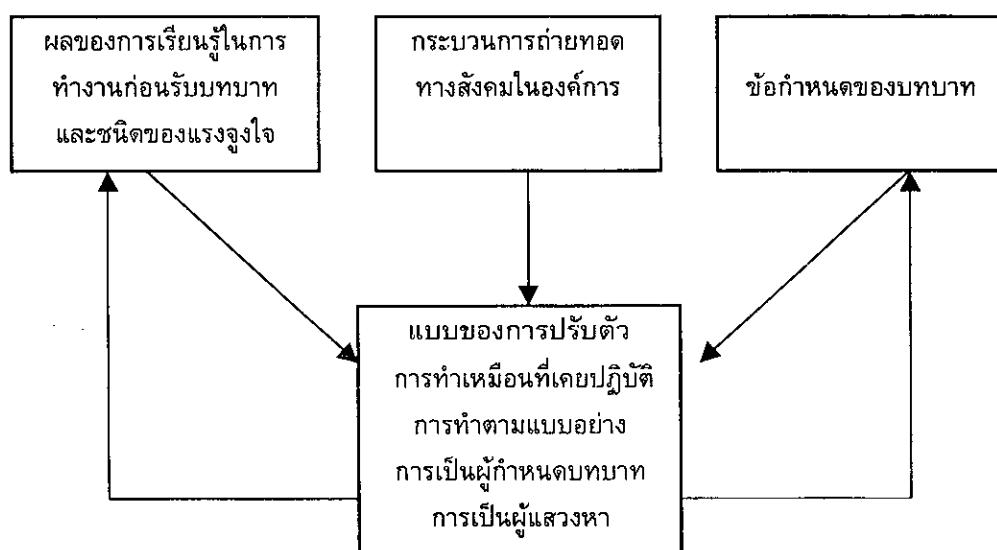 ผลของการเรียนรู้ในการ
ทำงานก่อนรับบทบาท
และชนิดของแรงจูงใจ
กระบวนการถ่ายทอด
ทางสังคมในองค์การ
ข้อกำหนดของบทบาท
แบบของการปรับตัว
การทำเหมือนที่เคยปฏิบัติ
การทำตามแบบอย่าง
การเป็นผู้กำหนดบทบาท
การเป็นผู้แสวงหา